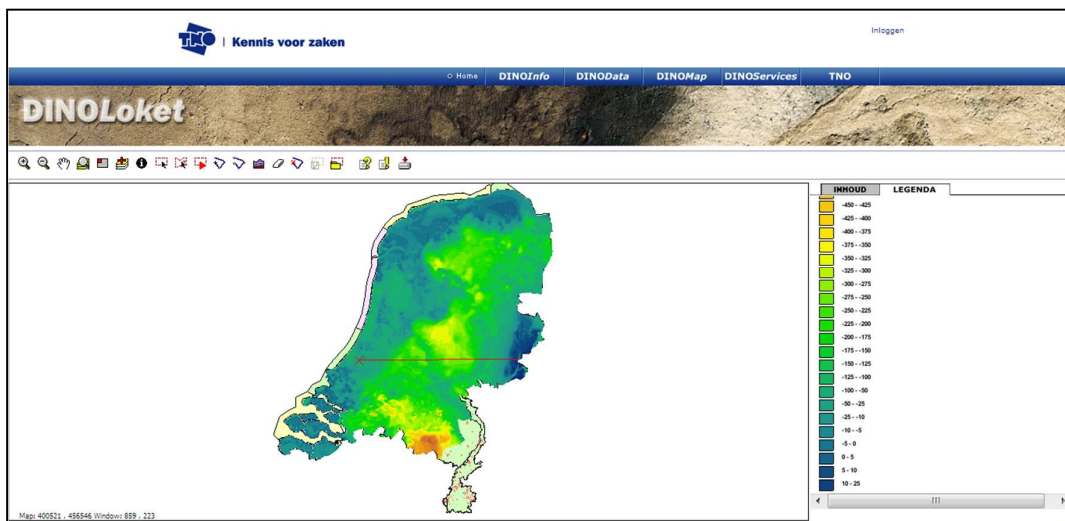 TNO | Kennis voor zaken
Inloggen
Home DINOInfo DINOData DINOMap DINOServices TNO
DINOLoket
INHOUD LEGENDA
-450 - -425
-425 - -400
-400 - -375
-375 - -350
-350 - -325
-325 - -300
-300 - -275
-275 - -250
-250 - -225
-225 - -200
-200 - -175
-175 - -150
-150 - -125
-125 - -100
-100 - -50
-50 - -25
-25 - -10
-10 - -5
-5 - 0
0 - 5
5 - 10
10 - 25
Map: 400521 , 456546 Window: 859 , 223